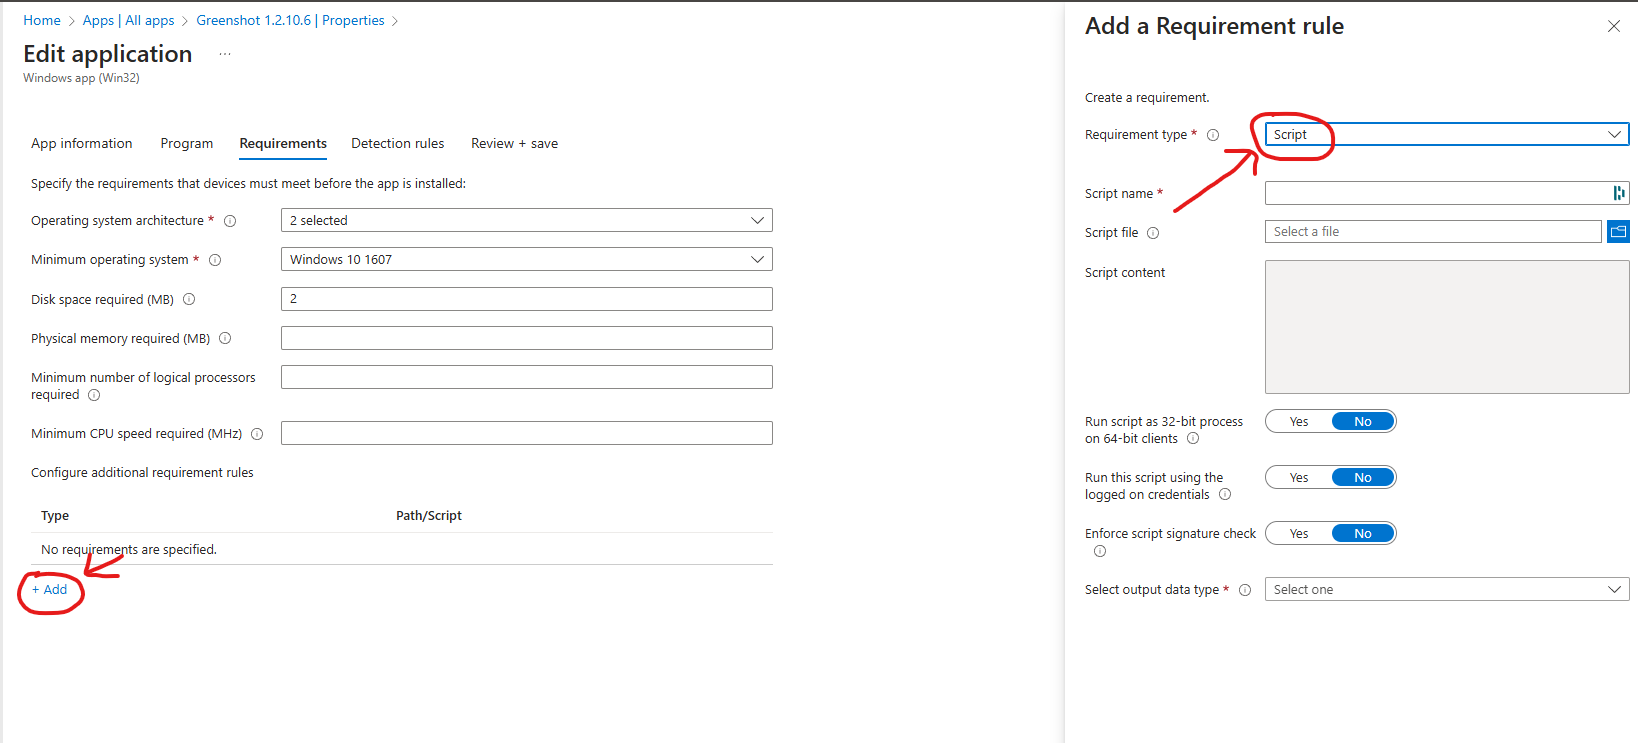 Home > Apps | All apps > Greenshot 1.2.10.6 | Properties >
Edit application ...
Windows app (Win32)
App information Program Requirements Detection rules Review + save
Specify the requirements that devices must meet before the app is installed:
Operating system architecture * 2 selected
Minimum operating system * Windows 10 1607
Disk space required (MB) 2
Physical memory required (MB)
Minimum number of logical processors
required
Minimum CPU speed required (MHz)
Configure additional requirement rules
Type Path/Script
No requirements are specified.
+ Add
Add a Requirement rule
Create a requirement.
Requirement type * Script
Script name *
Script file Select a file
Script content
Run script as 32-bit process
on 64-bit clients
Yes No
Run this script using the
logged on credentials
Yes No
Enforce script signature check
Yes No
Select output data type * Select one